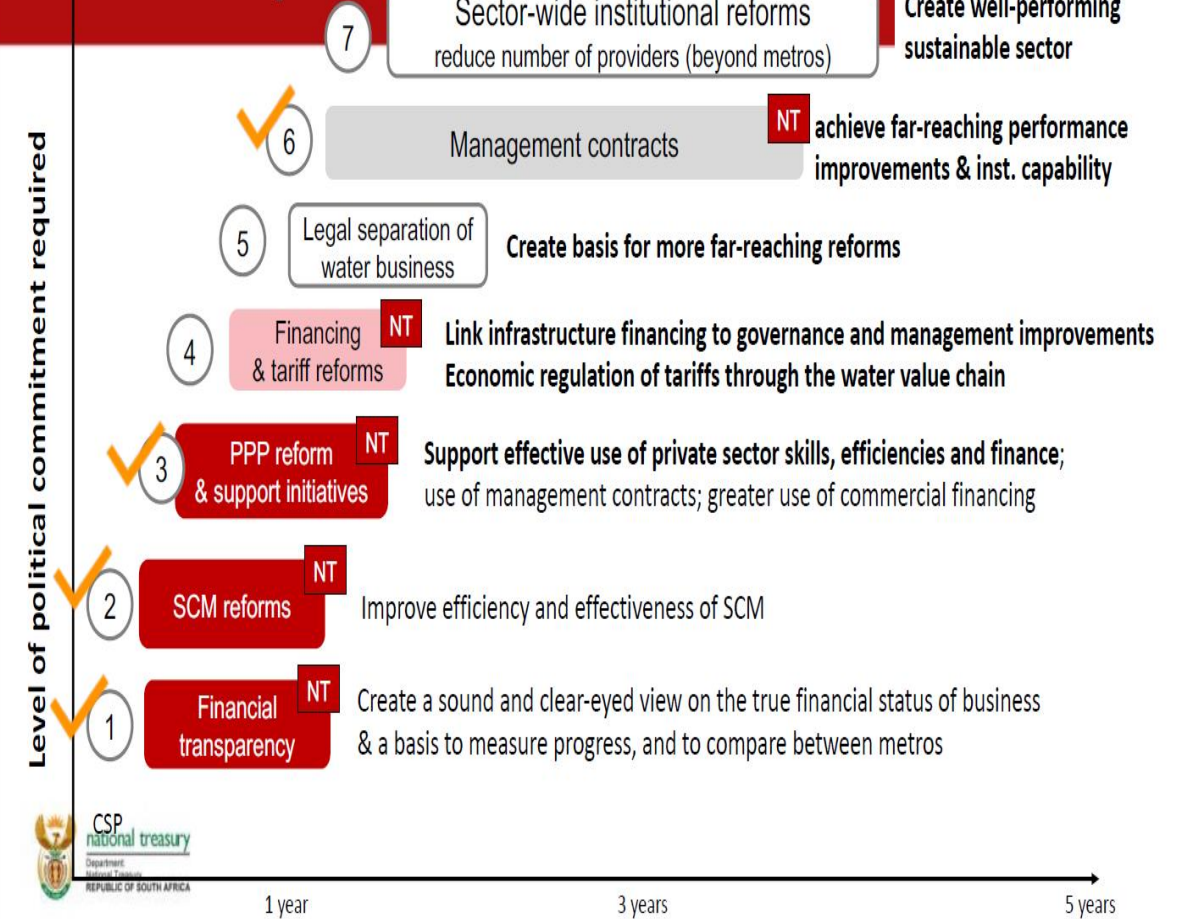 Sector-wide institutional reforms
reduce number of providers (beyond metros)
7
Create well-performing
sustainable sector
6
Management contracts
NT
achieve far-reaching performance
improvements & inst. capability
5
Legal separation of
water business
Create basis for more far-reaching reforms
4
Financing
& tariff reforms
NT
Link infrastructure financing to governance and management improvements
Economic regulation of tariffs through the water value chain
3
PPP reform
& support initiatives
NT
Support effective use of private sector skills, efficiencies and finance;
use of management contracts; greater use of commercial financing
2
SCM reforms
NT
Improve efficiency and effectiveness of SCM
1
Financial
transparency
NT
Create a sound and clear-eyed view on the true financial status of business
& a basis to measure progress, and to compare between metros
Level of political commitment required
CSP
national treasury
Department:
National Treasury
REPUBLIC OF SOUTH AFRICA
1 year
3 years
5 years